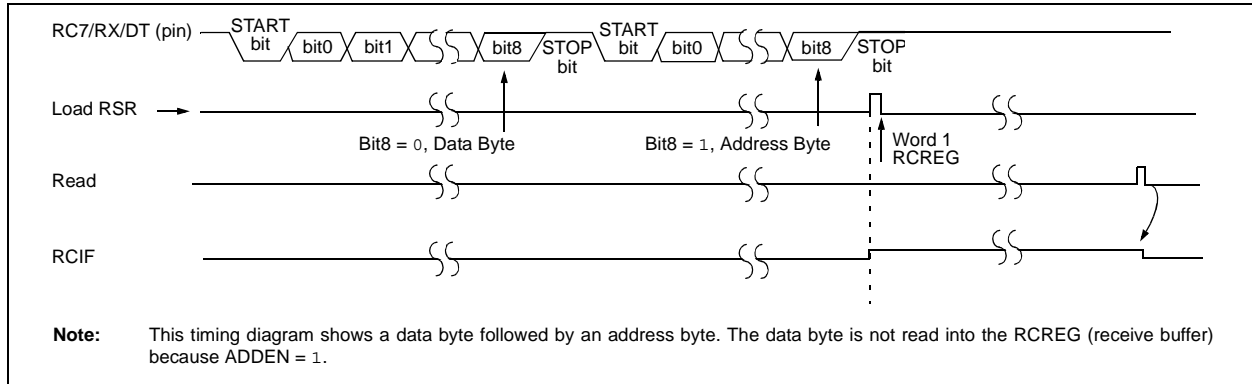 RC7/RX/DT (pin)
START
bit
bit0
bit1
bit8
STOP
bit
START
bit
bit0
bit8
STOP
bit
Load RSR
Bit8 = 0, Data Byte
Bit8 = 1, Address Byte
Word 1
RCREG
Read
RCIF
Note: This timing diagram shows a data byte followed by an address byte. The data byte is not read into the RCREG (receive buffer)
because ADDEN = 1.